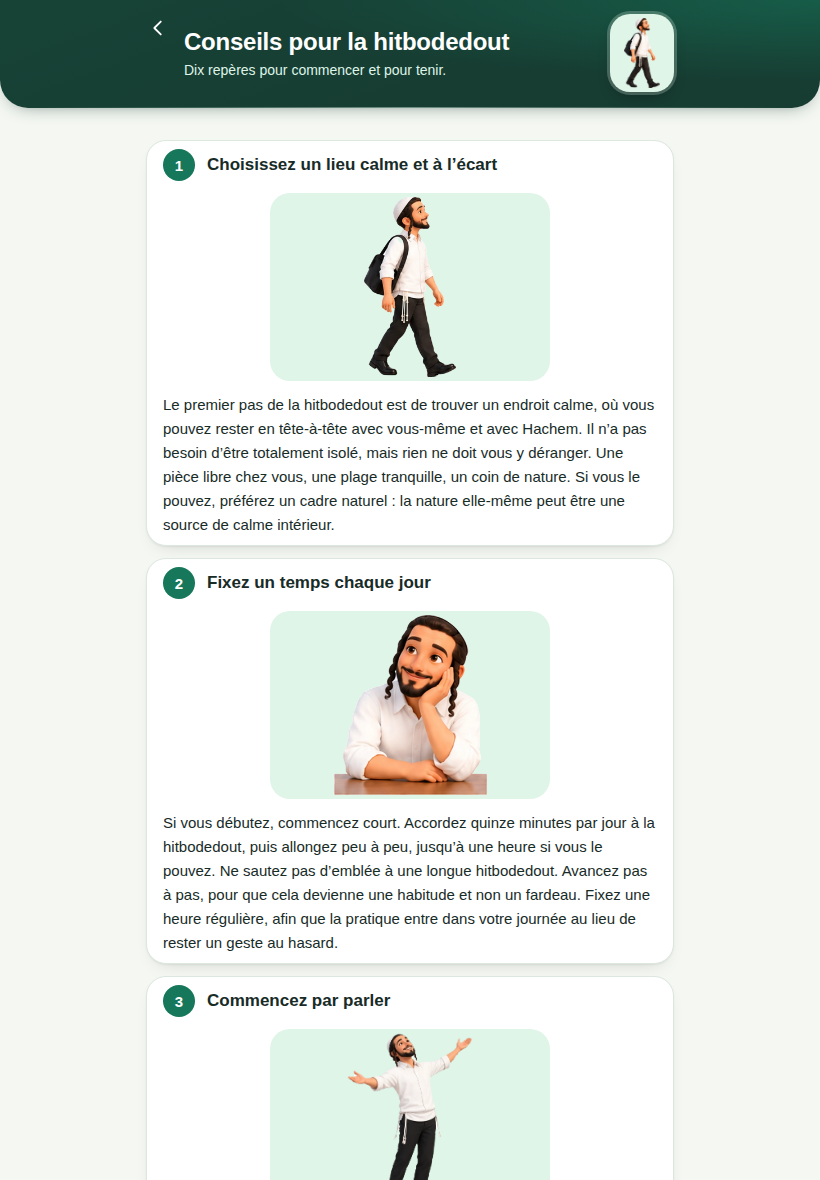 Conseils pour la hitbodedout
Dix repères pour commencer et pour tenir.
1
Choisissez un lieu calme et à l’écart
Le premier pas de la hitbodedout est de trouver un endroit calme, où vous
pouvez rester en tête-à-tête avec vous-même et avec Hachem. Il n’a pas
besoin d’être totalement isolé, mais rien ne doit vous y déranger. Une
pièce libre chez vous, une plage tranquille, un coin de nature. Si vous le
pouvez, préférez un cadre naturel : la nature elle-même peut être une
source de calme intérieur.
2
Fixez un temps chaque jour
Si vous débutez, commencez court. Accordez quinze minutes par jour à la
hitbodedout, puis allongez peu à peu, jusqu’à une heure si vous le
pouvez. Ne sautez pas d’emblée à une longue hitbodedout. Avancez pas
à pas, pour que cela devienne une habitude et non un fardeau. Fixez une
heure régulière, afin que la pratique entre dans votre journée au lieu de
rester un geste au hasard.
3
Commencez par parler